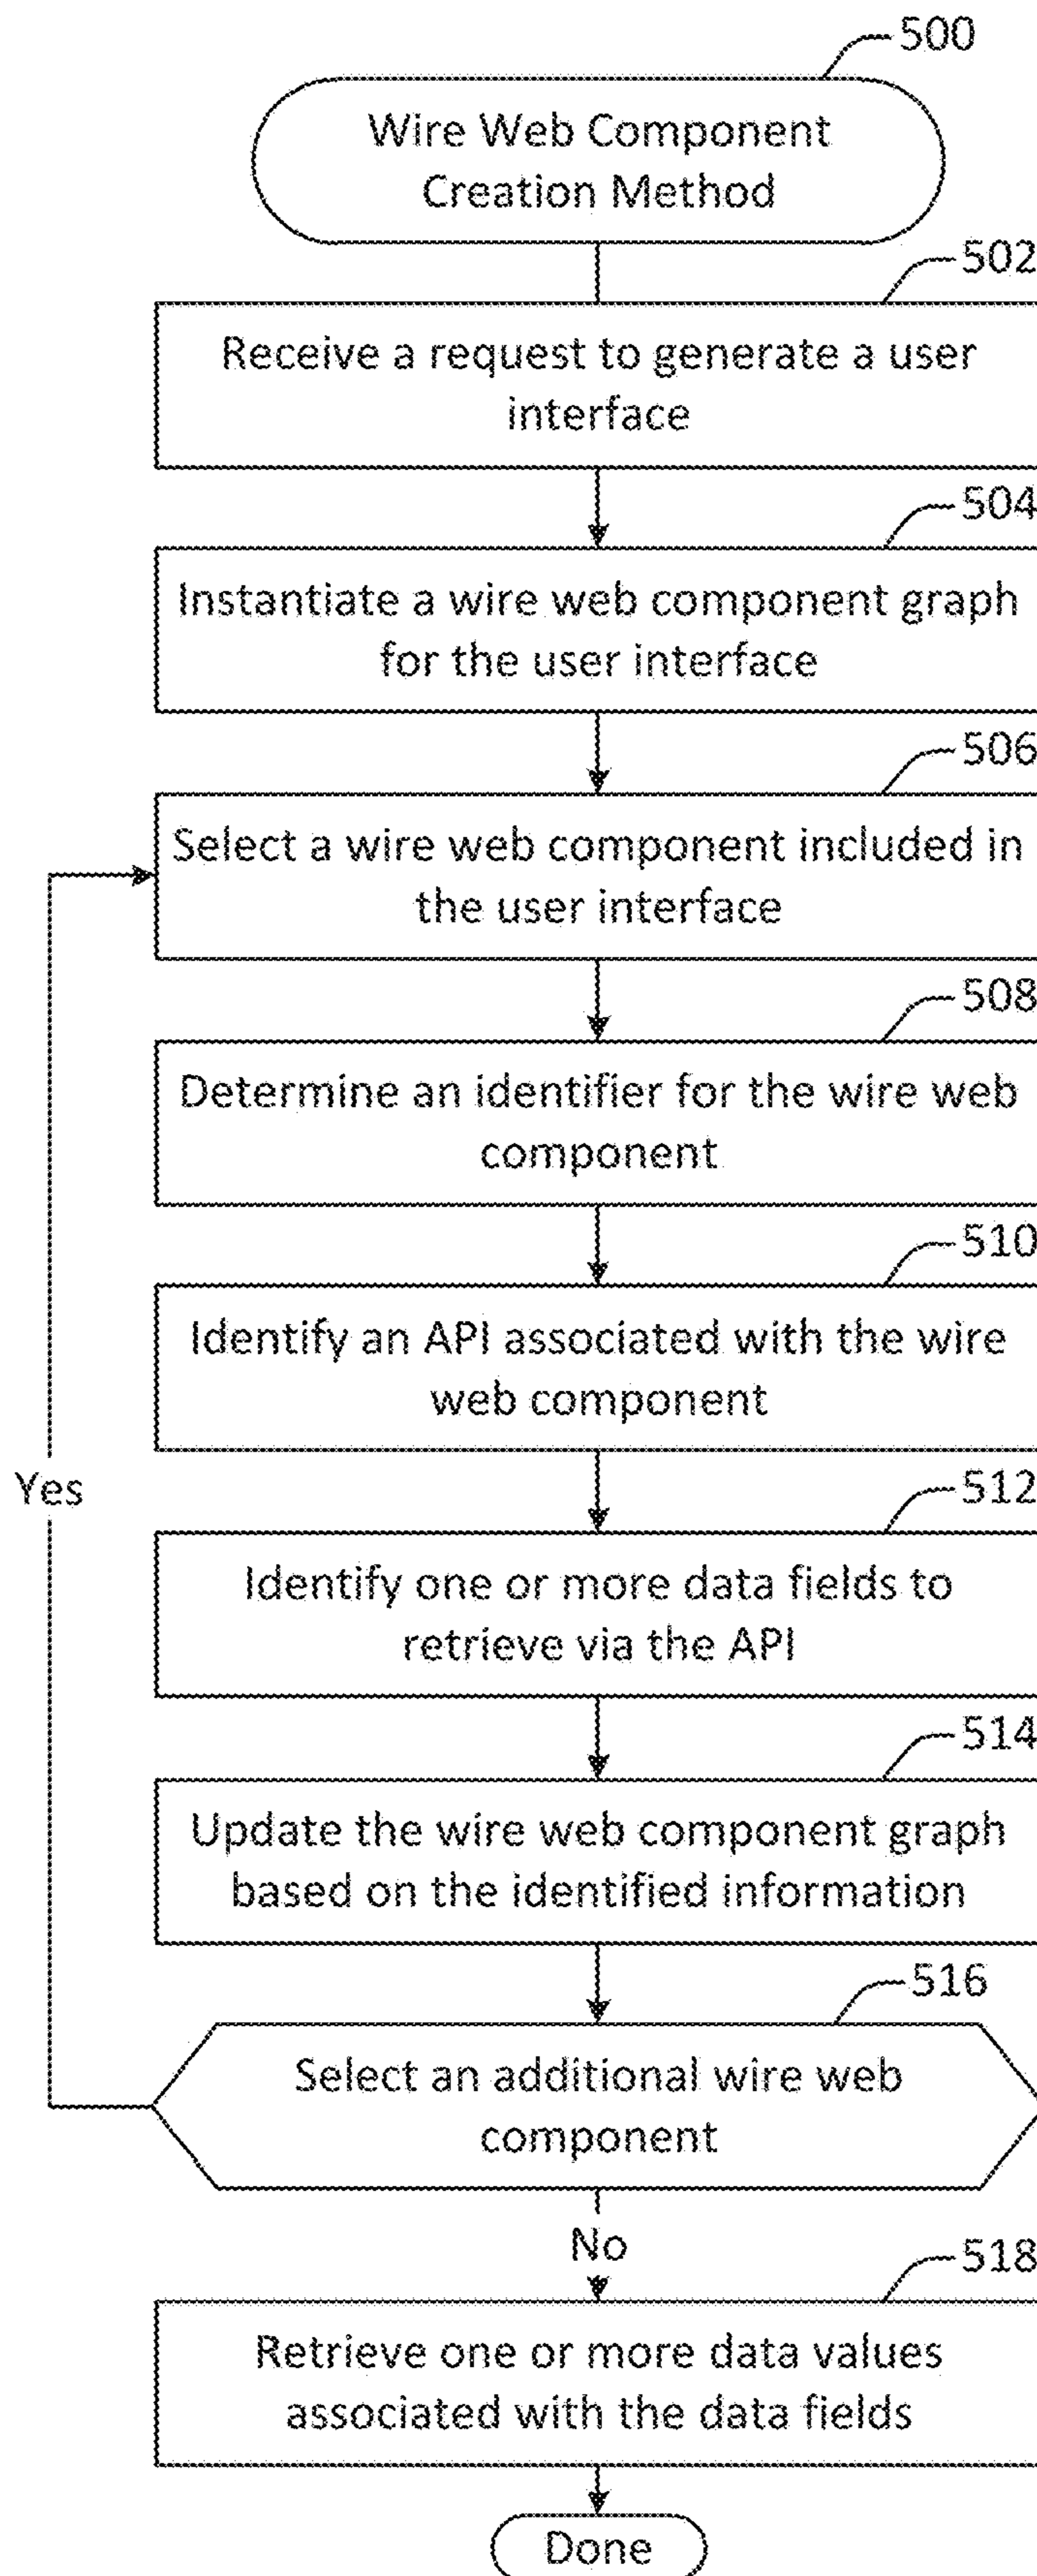 500
Wire Web Component
Creation Method
502
Receive a request to generate a user
interface
504
Instantiate a wire web component graph
for the user interface
506
Select a wire web component included in
the user interface
508
Determine an identifier for the wire web
component
510
Identify an API associated with the wire
web component
Yes
512
Identify one or more data fields to
retrieve via the API
514
Update the wire web component graph
based on the identified information
516
Select an additional wire web
component
No
518
Retrieve one or more data values
associated with the data fields
Done